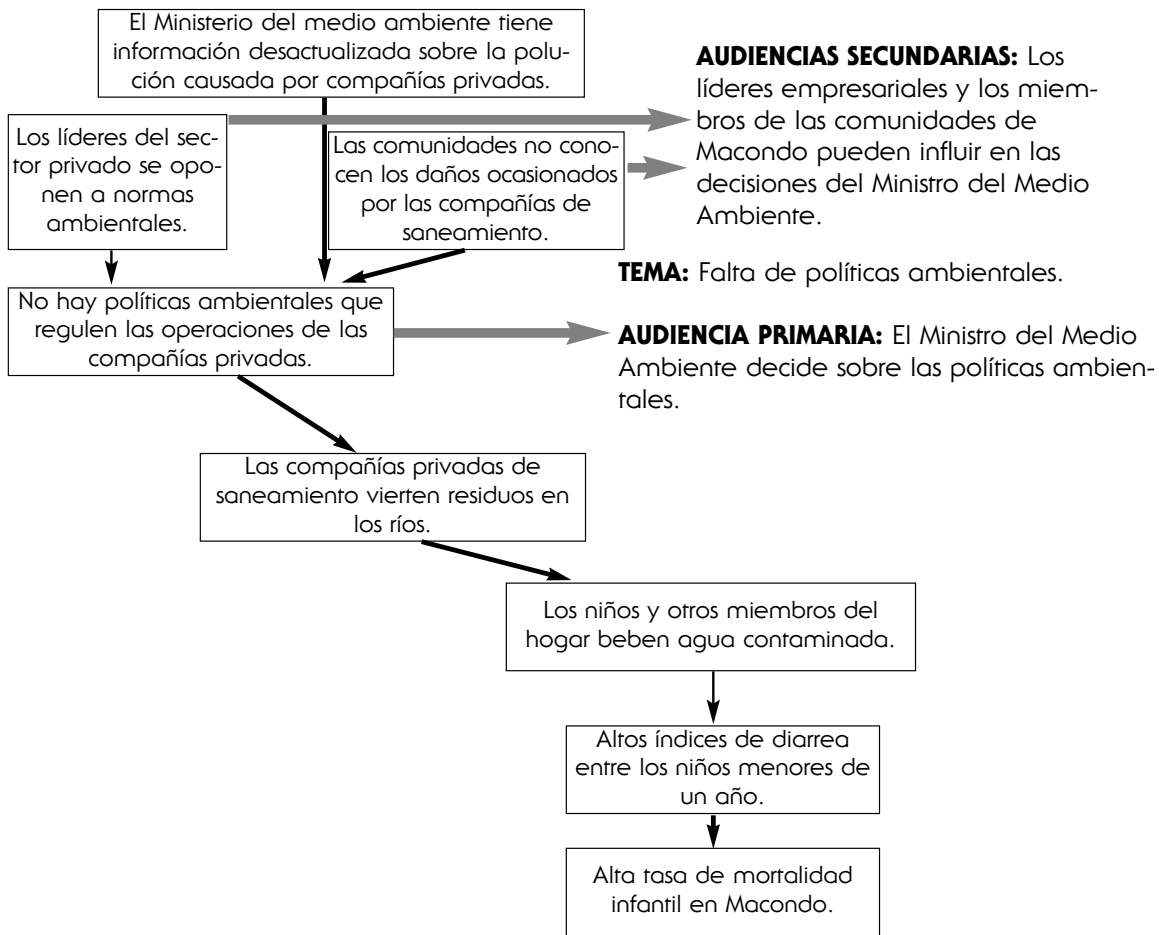 El Ministerio del medio ambiente tiene
información desactualizada sobre la polu-
ción causada por compañías privadas.
AUDIENCIAS SECUNDARIAS: Los
líderes empresariales y los miem-
bros de las comunidades de
Macondo pueden influir en las
decisiones del Ministro del Medio
Ambiente.
Los líderes del sec-
tor privado se opo-
nen a normas
ambientales.
Las comunidades no cono-
cen los daños ocasionados
por las compañías de
saneamiento.
TEMA: Falta de políticas ambientales.
No hay políticas ambientales que
regulen las operaciones de las
compañías privadas.
AUDIENCIA PRIMARIA: El Ministro del Medio
Ambiente decide sobre las políticas ambien-
tales.
Las compañías privadas de
saneamiento vierten residuos en
los ríos.
Los niños y otros miembros del
hogar beben agua contaminada.
Altos índices de diarrea
entre los niños menores de
un año.
Alta tasa de mortalidad
infantil en Macondo.